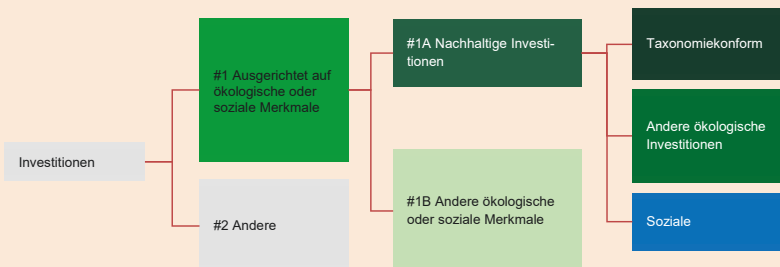 Investitionen
#1 Ausgerichtet auf
ökologische oder
soziale Merkmale
#2 Andere
#1A Nachhaltige Investi-
tionen
#1B Andere ökologische
oder soziale Merkmale
Taxonomiekonform
Andere ökologische
Investitionen
Soziale